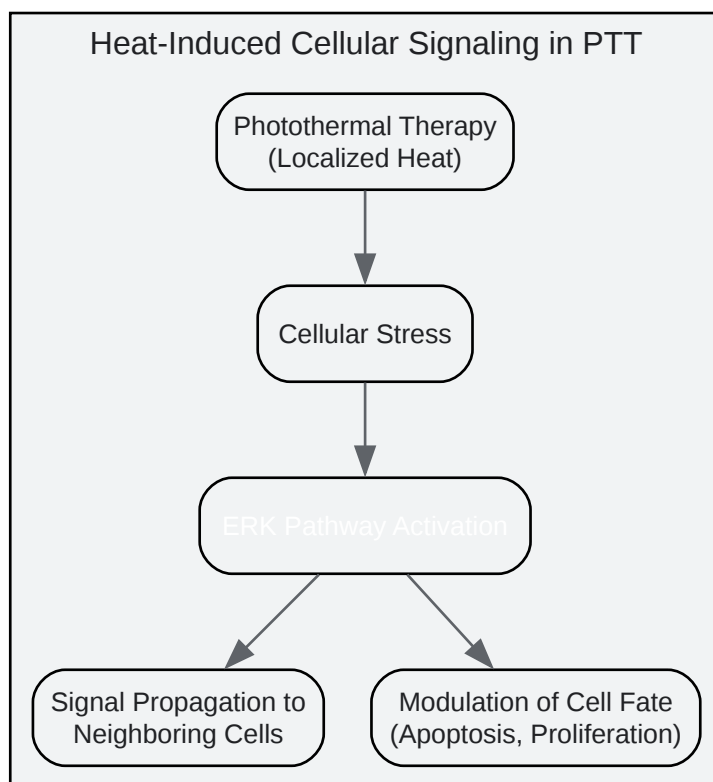 Heat-Induced Cellular Signaling in PTT
Photothermal Therapy
(Localized Heat)
Cellular Stress
ERK Pathway Activation
Signal Propagation to
Neighboring Cells
Modulation of Cell Fate
(Apoptosis, Proliferation)